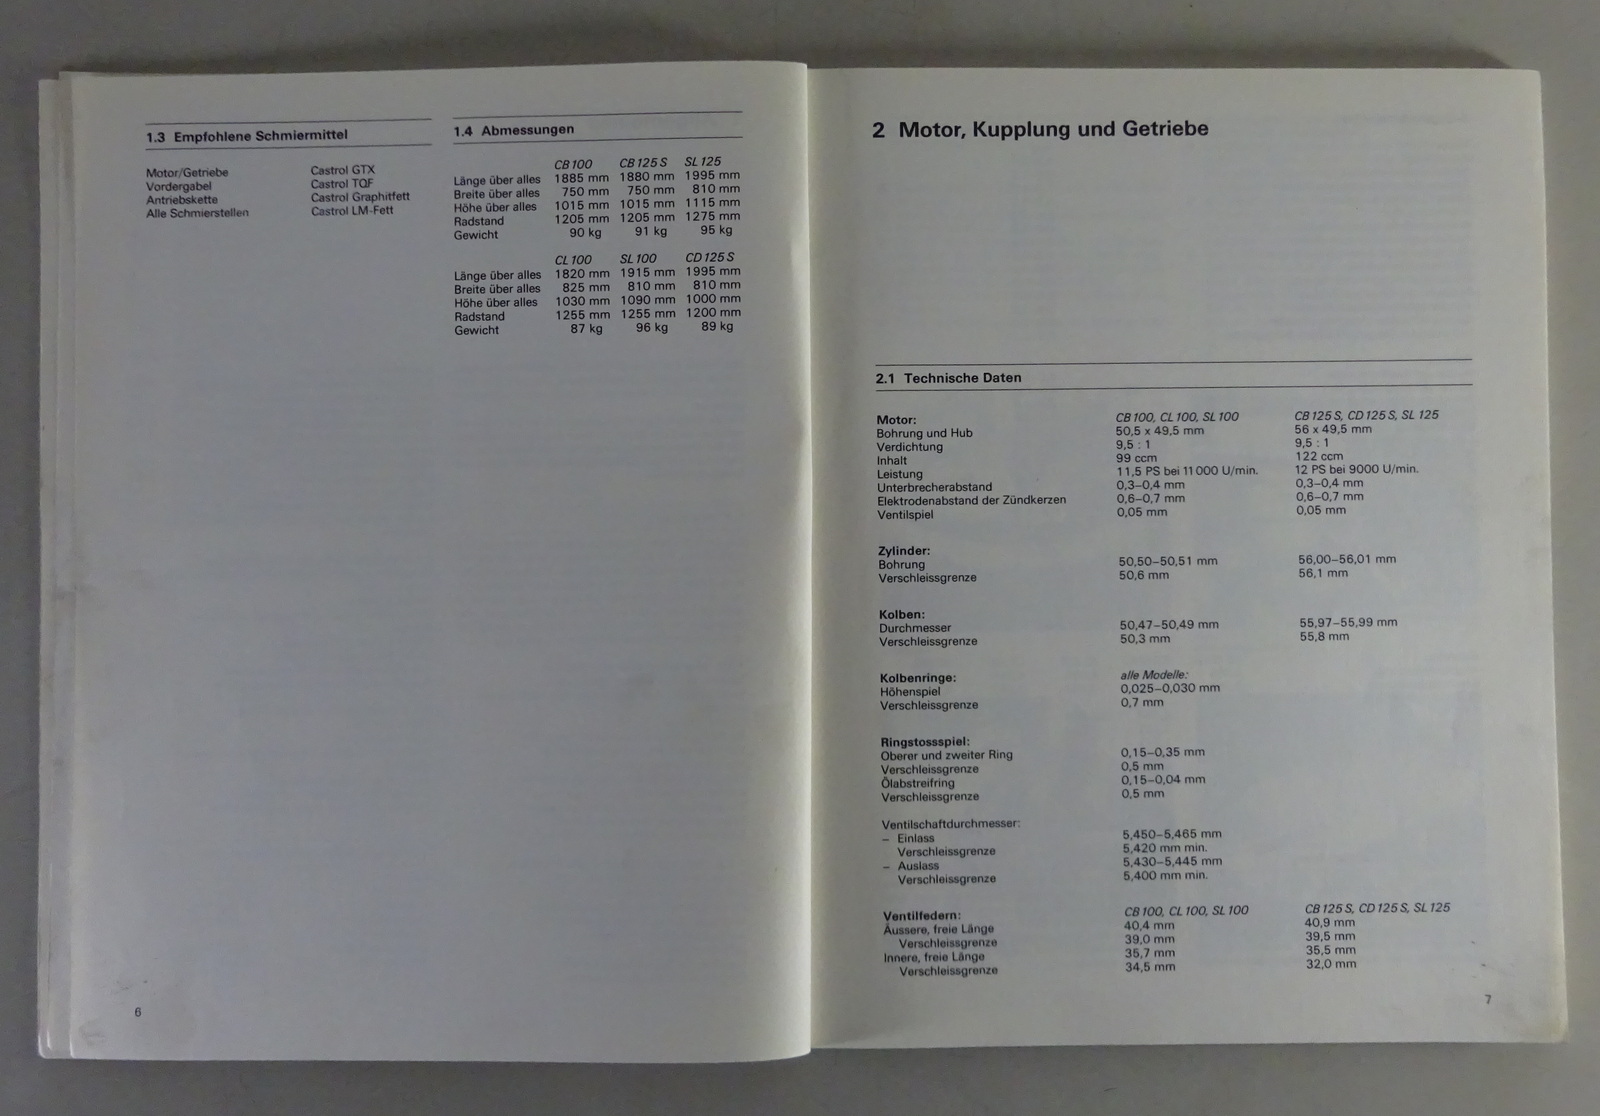 1.3 Empfohlene Schmiermittel
Motor/Getriebe Castrol GTX
Vordergabel Castrol TQF
Antriebskette Castrol Graphitfett
Alle Schmierstellen Castrol LM-Fett
1.4 Abmessungen
CB 100 CB 125 S SL 125
Länge über alles 1885 mm 1880 mm 1995 mm
Breite über alles 750 mm 750 mm 810 mm
Höhe über alles 1015 mm 1015 mm 1115 mm
Radstand 1205 mm 1205 mm 1275 mm
Gewicht 90 kg 91 kg 95 kg
CL 100 SL 100 CD 125 S
Länge über alles 1820 mm 1915 mm 1995 mm
Breite über alles 825 mm 810 mm 810 mm
Höhe über alles 1030 mm 1090 mm 1000 mm
Radstand 1255 mm 1255 mm 1200 mm
Gewicht 87 kg 96 kg 89 kg
6
2 Motor, Kupplung und Getriebe
2.1 Technische Daten
Motor: CB 100, CL 100, SL 100 CB 125 S, CD 125 S, SL 125
Bohrung und Hub 50,5 x 49,5 mm 56 x 49,5 mm
Verdichtung 9,5 : 1 9,5 : 1
Inhalt 99 ccm 122 ccm
Leistung 11,5 PS bei 11 000 U/min. 12 PS bei 9000 U/min.
Unterbrecherabstand 0,3–0,4 mm 0,3–0,4 mm
Elektrodenabstand der Zündkerzen 0,6–0,7 mm 0,6–0,7 mm
Ventilspiel 0,05 mm 0,05 mm
Zylinder:
Bohrung 50,50–50,51 mm 56,00–56,01 mm
Verschleissgrenze 50,6 mm 56,1 mm
Kolben:
Durchmesser 50,47–50,49 mm 55,97–55,99 mm
Verschleissgrenze 50,3 mm 55,8 mm
Kolbenringe: alle Modelle:
Höhenspiel 0,025–0,030 mm
Verschleissgrenze 0,7 mm
Ringstossspiel:
Oberer und zweiter Ring 0,15–0,35 mm
Verschleissgrenze 0,5 mm
Ölabstreifring 0,15–0,04 mm
Verschleissgrenze 0,5 mm
Ventilschaftdurchmesser:
– Einlass 5,450–5,465 mm
Verschleissgrenze 5,420 mm min.
– Auslass 5,430–5,445 mm
Verschleissgrenze 5,400 mm min.
Ventilfedern: CB 100, CL 100, SL 100 CB 125 S, CD 125 S, SL 125
Äussere, freie Länge 40,4 mm 40,9 mm
Verschleissgrenze 39,0 mm 39,5 mm
Innere, freie Länge 35,7 mm 35,5 mm
Verschleissgrenze 34,5 mm 32,0 mm
7